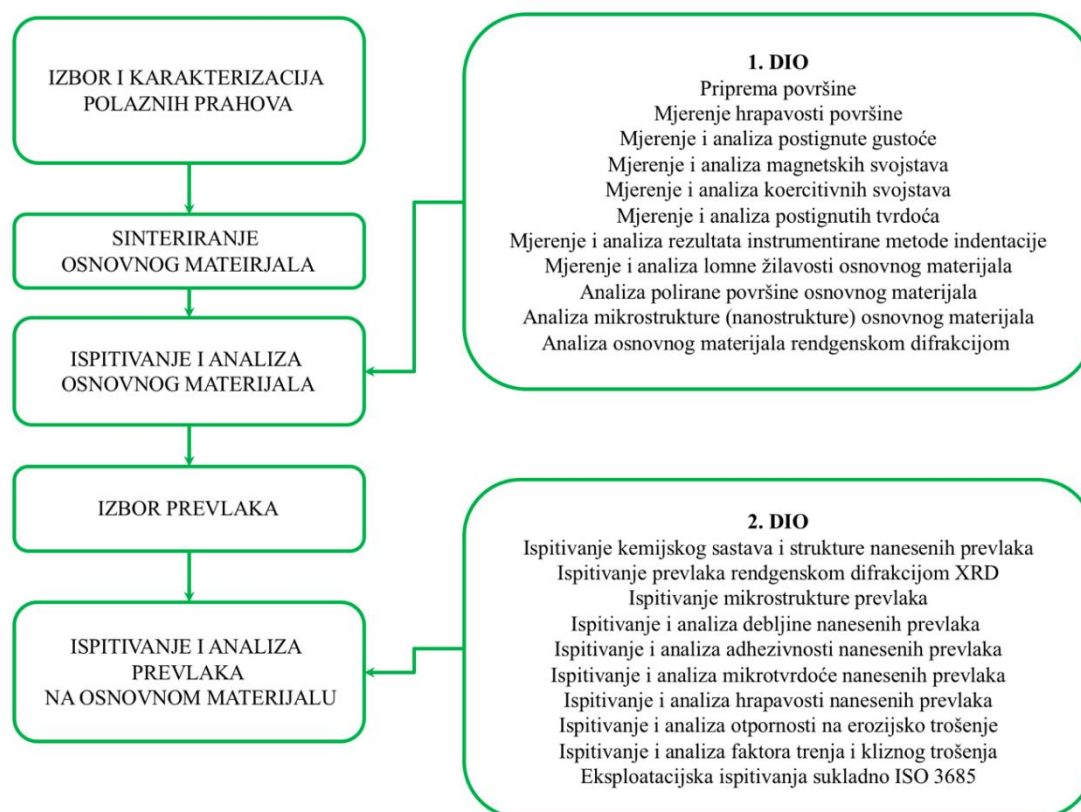 IZBOR I KARAKTERIZACIJA
POLAZNIH PRAHOVA
SINTERIRANJE
OSNOVNOG MATEIRJALA
ISPITIVANJE I ANALIZA
OSNOVNOG MATERIJALA
IZBOR PREVLAKA
ISPITIVANJE I ANALIZA
PREVLAKA
NA OSNOVNOM MATERIJALU
1. DIO
Priprema površine
Mjerenje hrapavosti površine
Mjerenje i analiza postignute gustoće
Mjerenje i analiza magnetskih svojstava
Mjerenje i analiza koercitivnih svojstava
Mjerenje i analiza postignutih tvrdoća
Mjerenje i analiza rezultata instrumentirane metode indentacije
Mjerenje i analiza lomne žilavosti osnovnog materijala
Analiza polirane površine osnovnog materijala
Analiza mikrostrukture (nanostrukture) osnovnog materijala
Analiza osnovnog materijala rendgenskom difrakcijom
2. DIO
Ispitivanje kemijskog sastava i strukture nanesenih prevlaka
Ispitivanje prevlaka rendgenskom difrakcijom XRD
Ispitivanje mikrostrukture prevlaka
Ispitivanje i analiza debljine nanesenih prevlaka
Ispitivanje i analiza adhezivnosti nanesenih prevlaka
Ispitivanje i analiza mikrotvrdoće nanesenih prevlaka
Ispitivanje i analiza hrapavosti nanesenih prevlaka
Ispitivanje i analiza otpornosti na erozijsko trošenje
Ispitivanje i analiza faktora trenja i kliznog trošenja
Eksploatacijska ispitivanja sukladno ISO 3685